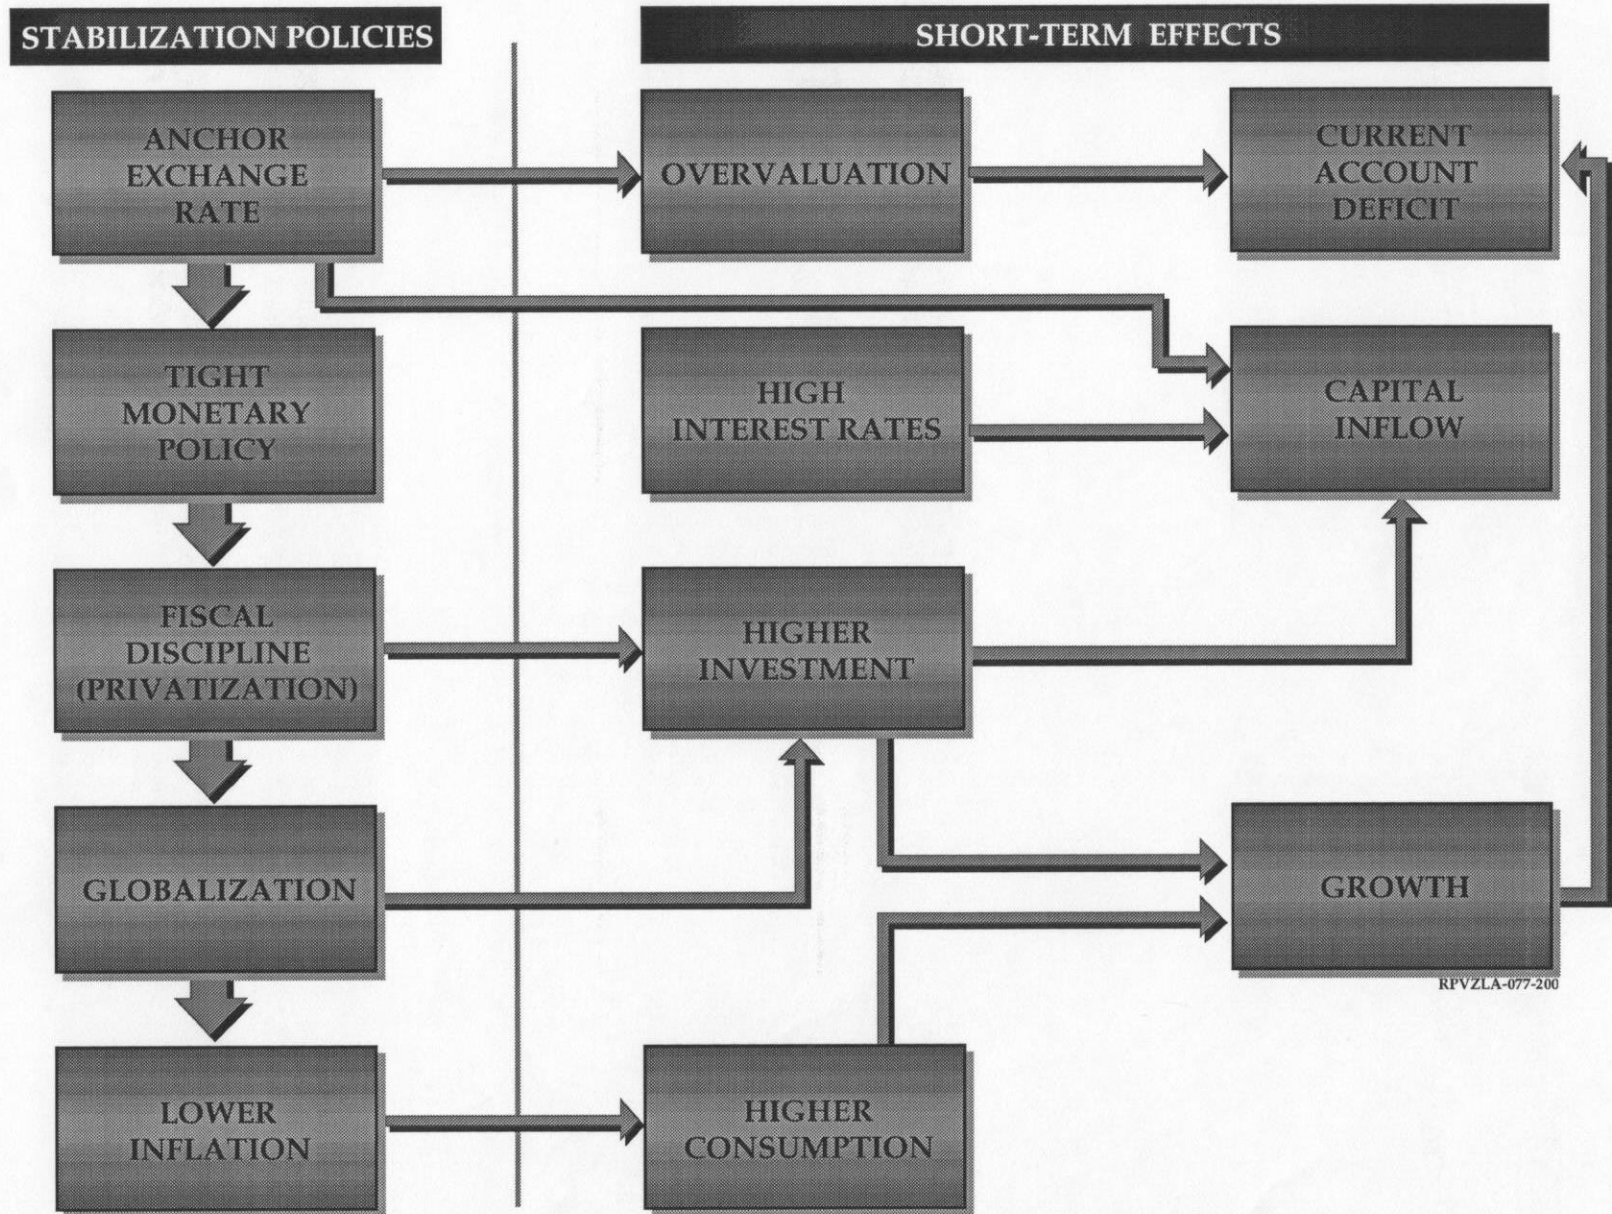 STABILIZATION POLICIES
SHORT-TERM EFFECTS
ANCHOR
EXCHANGE
RATE
OVERVALUATION
CURRENT
ACCOUNT
DEFICIT
TIGHT
MONETARY
POLICY
HIGH
INTEREST RATES
CAPITAL
INFLOW
FISCAL
DISCIPLINE
(PRIVATIZATION)
HIGHER
INVESTMENT
GLOBALIZATION
GROWTH
RPVZLA-077-200
LOWER
INFLATION
HIGHER
CONSUMPTION